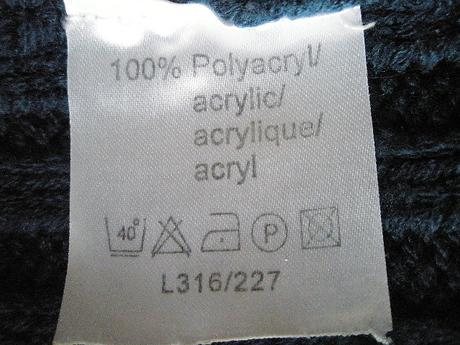 100% Polyacryl/
acrylic/
acrylique/
acryl
40° P
L316/227